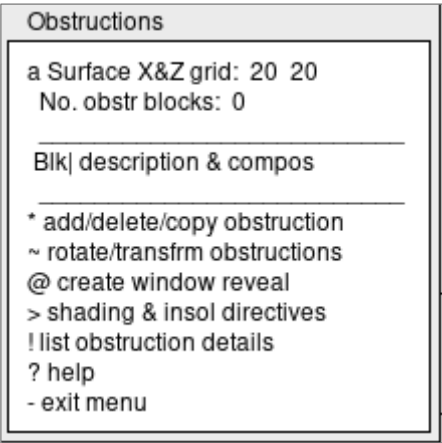 Obstructions
a Surface X&Z grid: 20 20
No. obstr blocks: 0
Blk| description & compos
* add/delete/copy obstruction
~ rotate/transfrm obstructions
@ create window reveal
> shading & insol directives
! list obstruction details
? help
- exit menu